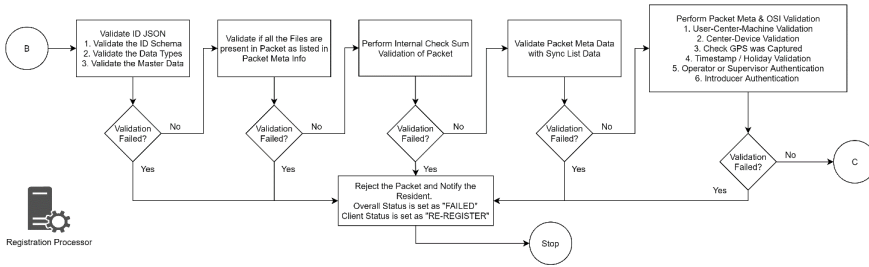 B
Validate ID JSON
1. Validate the ID Schema
2. Validate the Data Types
3. Validate the Master Data
Validate if all the Files are
present in Packet as listed in
Packet Meta Info
Perform Internal Check Sum
Validation of Packet
Validate Packet Meta Data
with Sync List Data
Perform Packet Meta & OSI Validation
1. User-Center-Machine Validation
2. Center-Device Validation
3. Check GPS was Captured
4. Timestamp / Holiday Validation
5. Operator or Supervisor Authentication
6. Introducer Authentication
Validation
Failed?
No
Validation
Failed?
No
Validation
Failed?
No
Validation
Failed?
No
Validation
Failed?
No
C
Yes
Yes
Yes
Yes
Yes
Reject the Packet and Notify the
Resident.
Overall Status is set as "FAILED"
Client Status is set as "RE-REGISTER"
Stop
Registration Processor